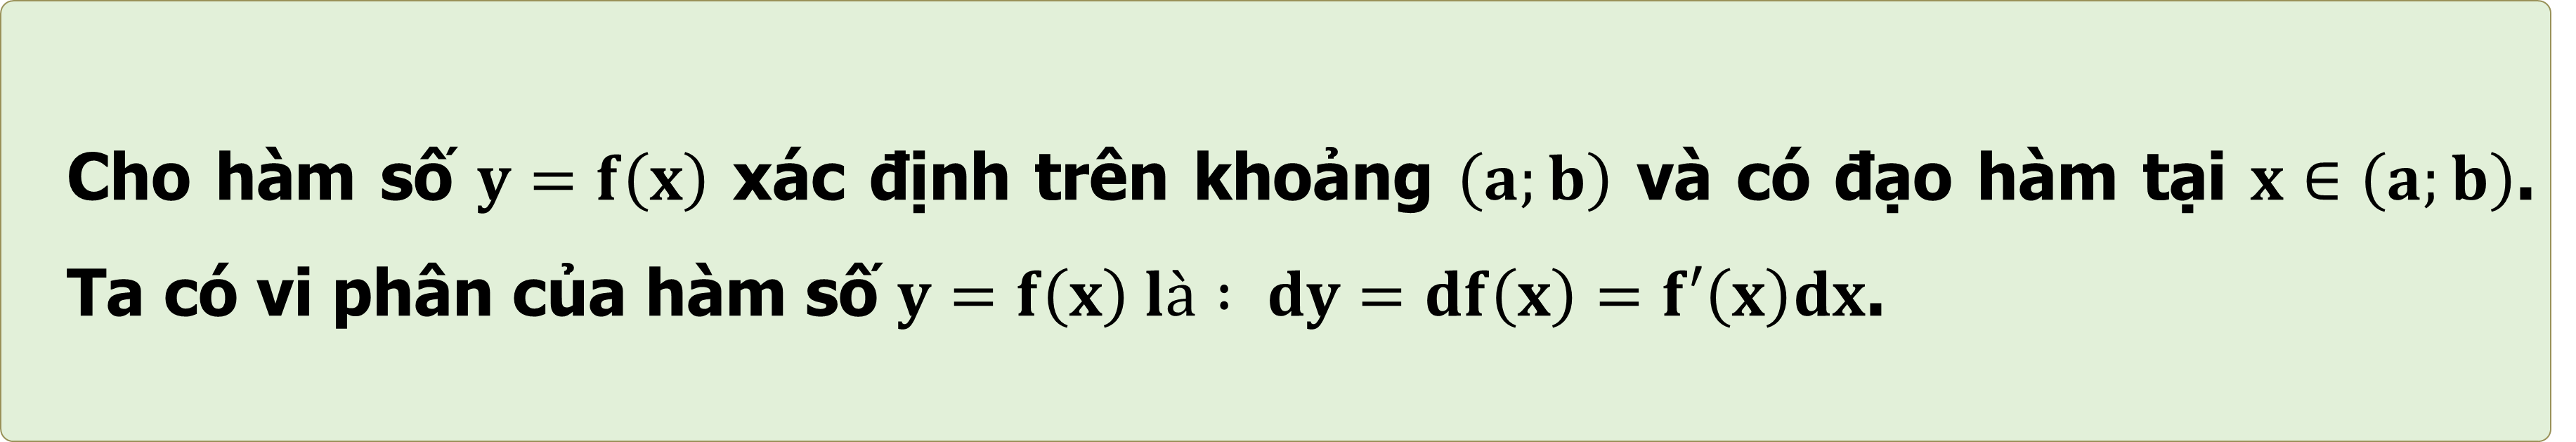 Cho hàm số y = f(x) xác định trên khoảng (a; b) và có đạo hàm tại x ∈ (a; b).
Ta có vi phân của hàm số y = f(x) là : dy = df(x) = f′(x)dx.